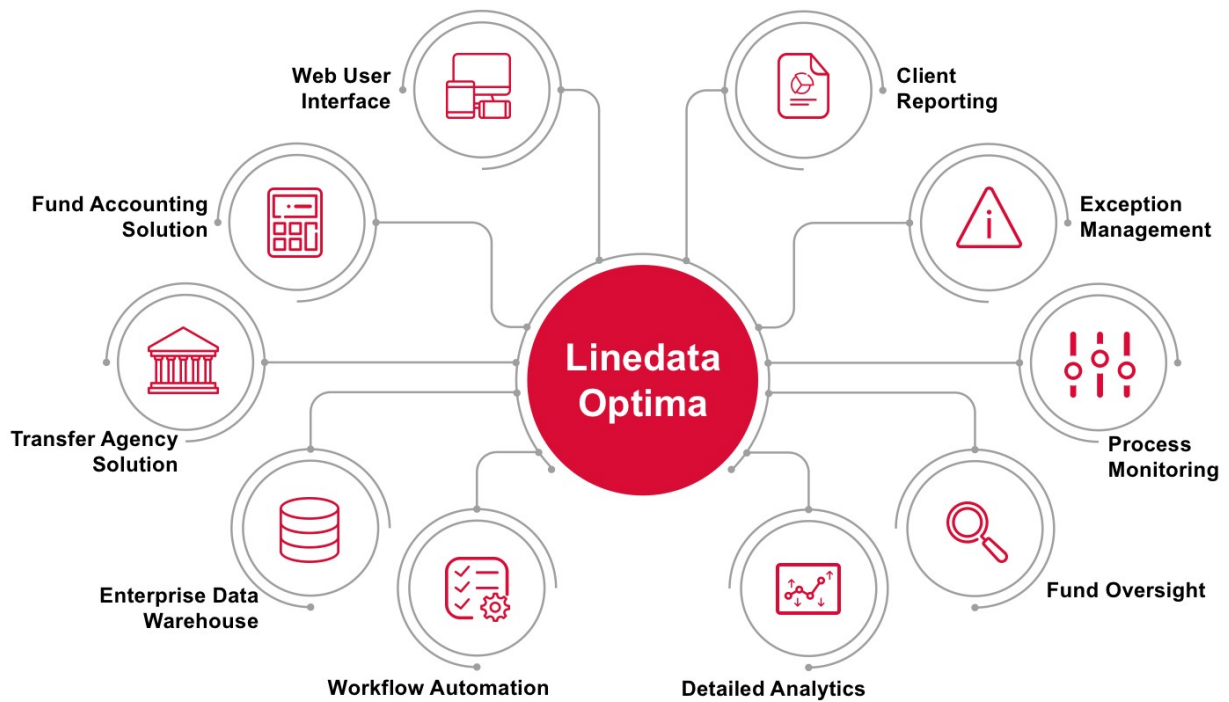 Web User
Interface
Client
Reporting
Fund Accounting
Solution
Exception
Management
Linedata
Optima
Transfer Agency
Solution
Process
Monitoring
Enterprise Data
Warehouse
Fund Oversight
Workflow Automation
Detailed Analytics